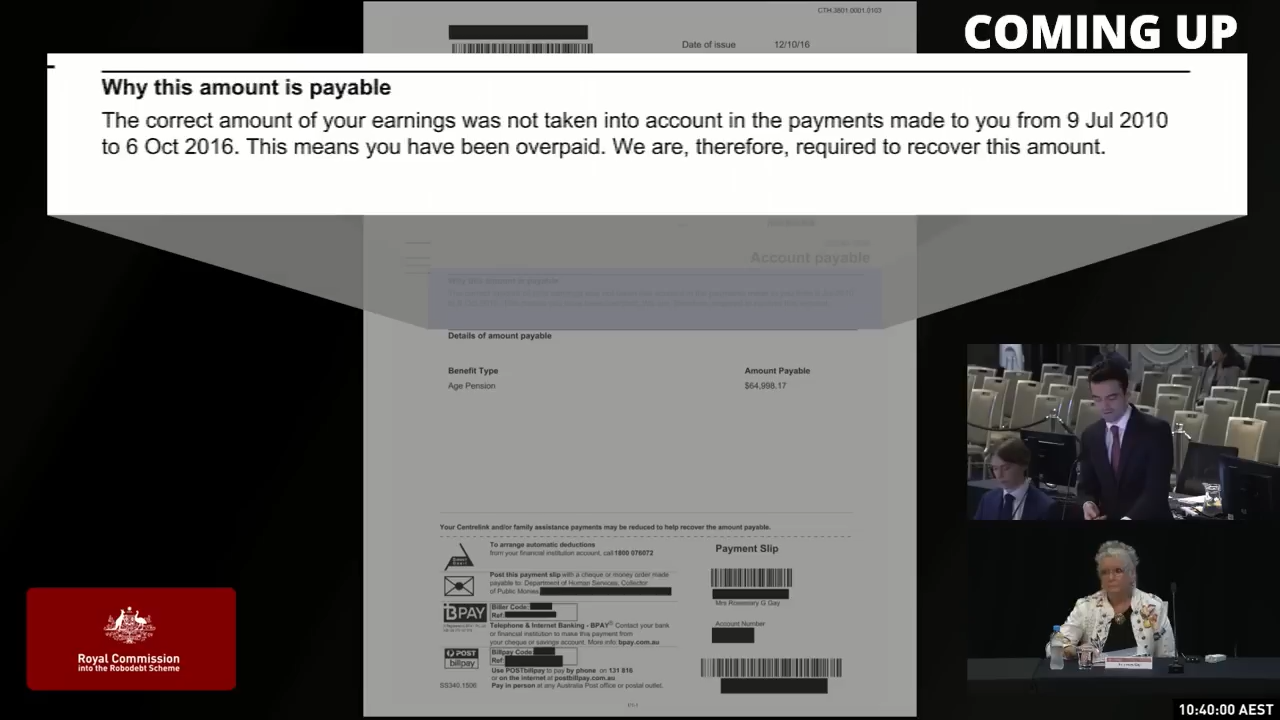 CTH.3801.0001.0103
COMING UP
Date of issue 12/10/16
Why this amount is payable
The correct amount of your earnings was not taken into account in the payments made to you from 9 Jul 2010
to 6 Oct 2016. This means you have been overpaid. We are, therefore, required to recover this amount.
Account payable
Why this amount is payable
Details of amount payable
Benefit Type Amount Payable
Age Pension $64,998.17
Your Centrelink and/or family assistance payments may be reduced to help recover the amount payable.
To arrange automatic deductions
from your financial institution account, call 1800 076072
Payment Slip
Post this payment slip with a cheque or money order made
payable to: Department of Human Services, Collector
of Public Monies,
Mrs Rosemary G Gay
BPAY
Biller Code:
Ref:
Telephone & Internet Banking - BPAY® Contact your bank
or financial institution to make this payment from
your cheque or savings account. More info: bpay.com.au
Account Number
POST
billpay
Billpay Code:
Ref:
Use POSTbillpay to pay by phone on 131 816
or on the internet at postbillpay.com.au
SS340.1506 Pay in person at any Australia Post office or postal outlet.
Royal Commission
into the Robodebt Scheme
10:40:00 AEST